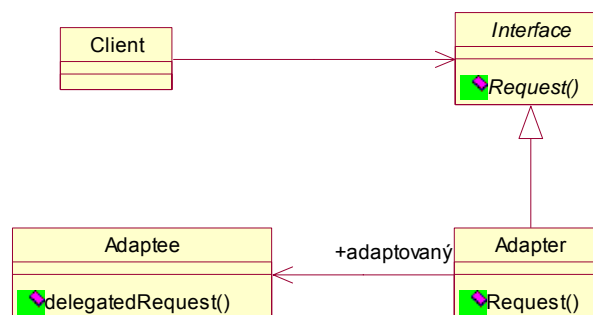 Client
Interface
Request()
+adaptovaný
Adaptee
delegatedRequest()
Adapter
Request()